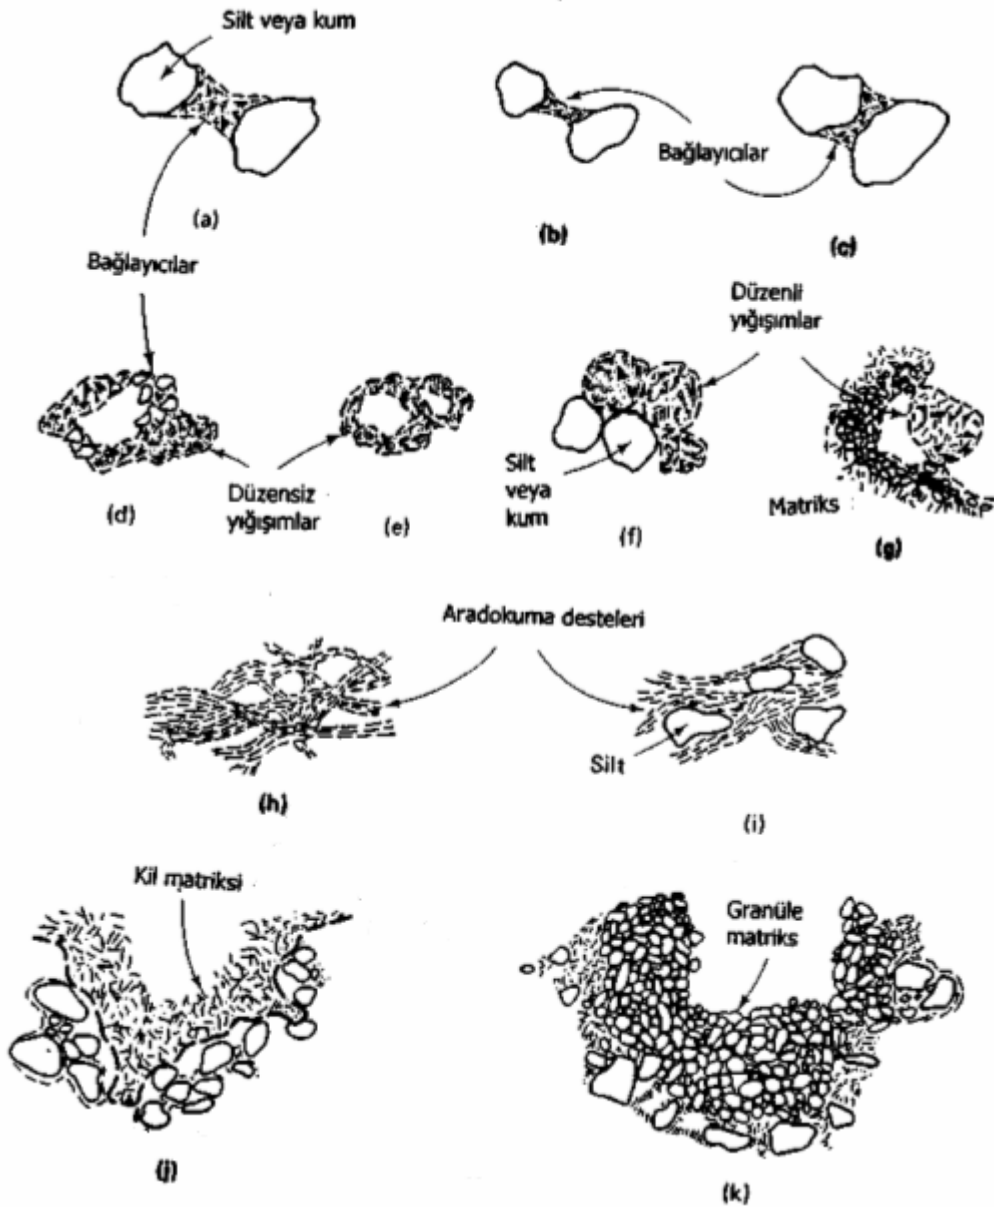 Silt veya kum
Bağlayıcılar
(a)
(b)
(c)
Bağlayıcılar
Düzenli
yığışımlar
Silt
veya
kum
Matriks
Düzensiz
yığışımlar
(d)
(e)
(f)
(g)
Aradokuma desteleri
Silt
(h)
(i)
Kil matriksi
Granüle
matriks
(j)
(k)